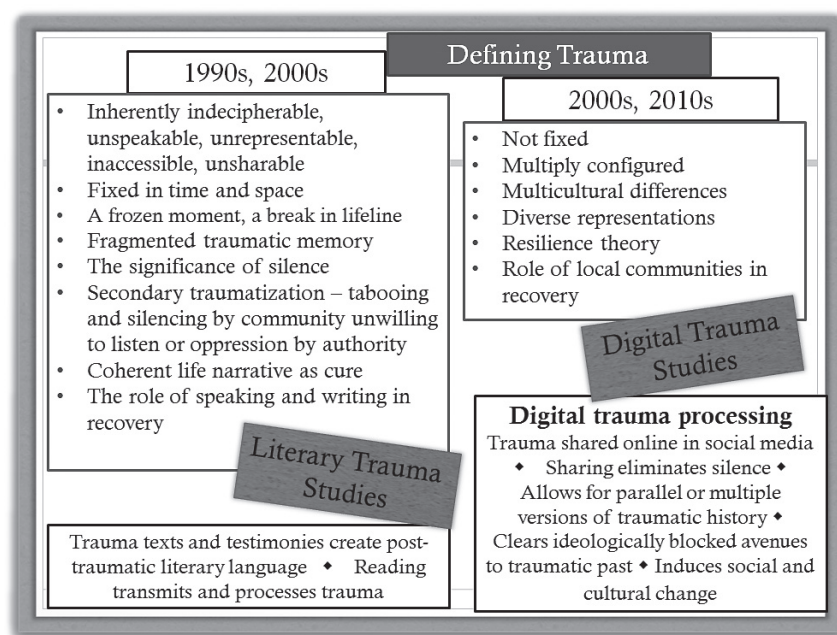 Defining Trauma
1990s, 2000s
• Inherently indecipherable,
unspeakable, unrepresentable,
inaccessible, unsharable
• Fixed in time and space
• A frozen moment, a break in lifeline
• Fragmented traumatic memory
• The significance of silence
• Secondary traumatization – tabooing
and silencing by community unwilling
to listen or oppression by authority
• Coherent life narrative as cure
• The role of speaking and writing in
recovery
Literary Trauma
Studies
Trauma texts and testimonies create post-
traumatic literary language ◆ Reading
transmits and processes trauma
2000s, 2010s
• Not fixed
• Multiply configured
• Multicultural differences
• Diverse representations
• Resilience theory
• Role of local communities in
recovery
Digital Trauma
Studies
Digital trauma processing
Trauma shared online in social media
◆ Sharing eliminates silence ◆
Allows for parallel or multiple
versions of traumatic history ◆
Clears ideologically blocked avenues
to traumatic past ◆ Induces social and
cultural change